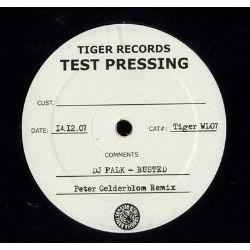 TIGER RECORDS
TEST PRESSING
CUST.
DATE: 14.12.07 CAT#: Tiger WL07
COMMENTS
DJ FALK - BUSTED
Peter Gelderblom Remix